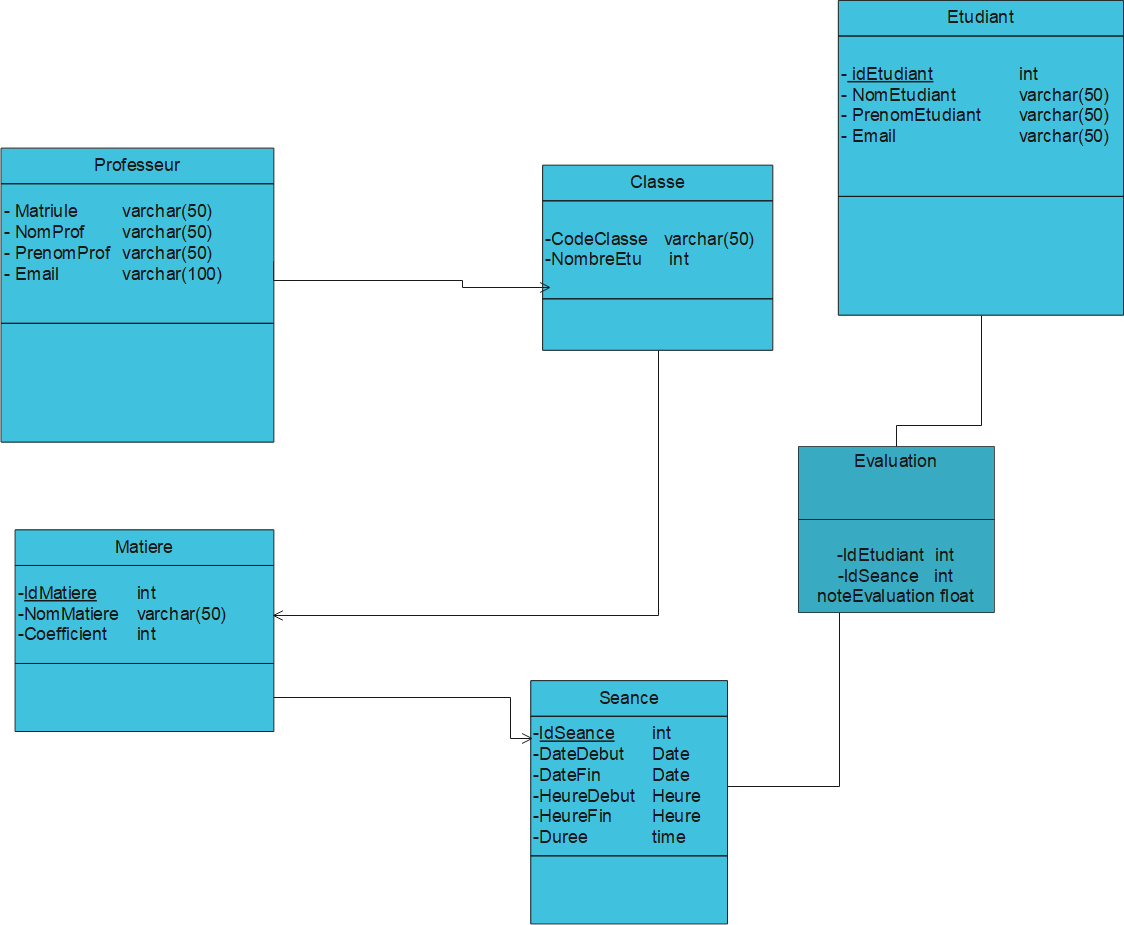 Etudiant
- idEtudiant int
- NomEtudiant varchar(50)
- PrenomEtudiant varchar(50)
- Email varchar(50)
Professeur
- Matriule varchar(50)
- NomProf varchar(50)
- PrenomProf varchar(50)
- Email varchar(100)
Classe
-CodeClasse varchar(50)
-NombreEtu int
Evaluation
-IdEtudiant int
-IdSeance int
noteEvaluation float
Matiere
-IdMatiere int
-NomMatiere varchar(50)
-Coefficient int
Seance
-IdSeance int
-DateDebut Date
-DateFin Date
-HeureDebut Heure
-HeureFin Heure
-Duree time